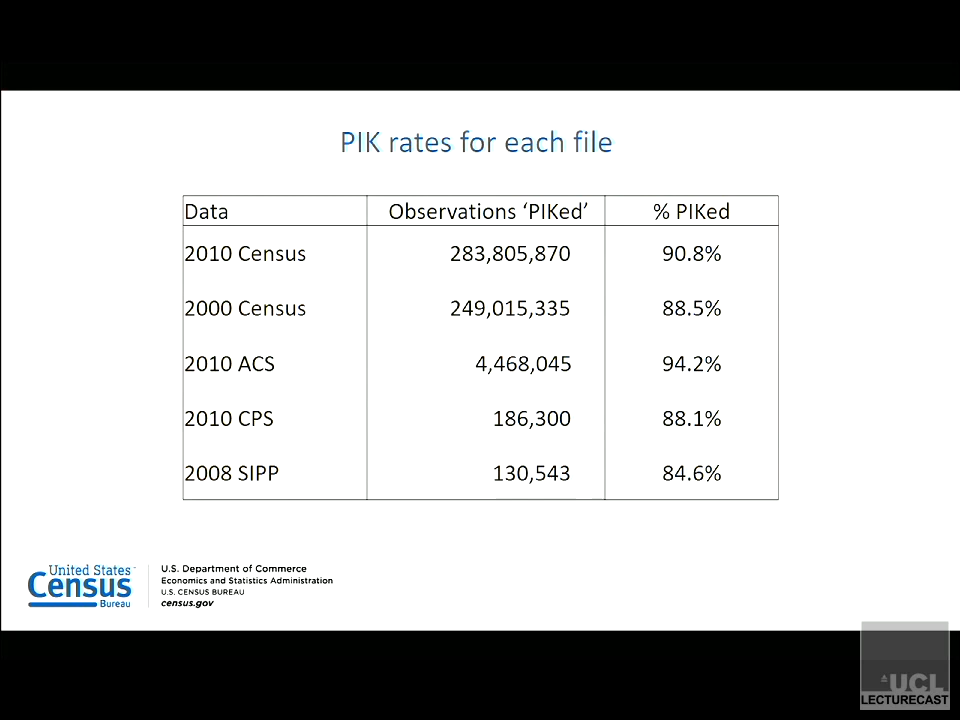 PIK rates for each file
Data Observations ‘PIKed’ % PIKed
2010 Census 283,805,870 90.8%
2000 Census 249,015,335 88.5%
2010 ACS 4,468,045 94.2%
2010 CPS 186,300 88.1%
2008 SIPP 130,543 84.6%
United States
Census
Bureau
U.S. Department of Commerce
Economics and Statistics Administration
U.S. CENSUS BUREAU
census.gov
UCL
LECTURECAST